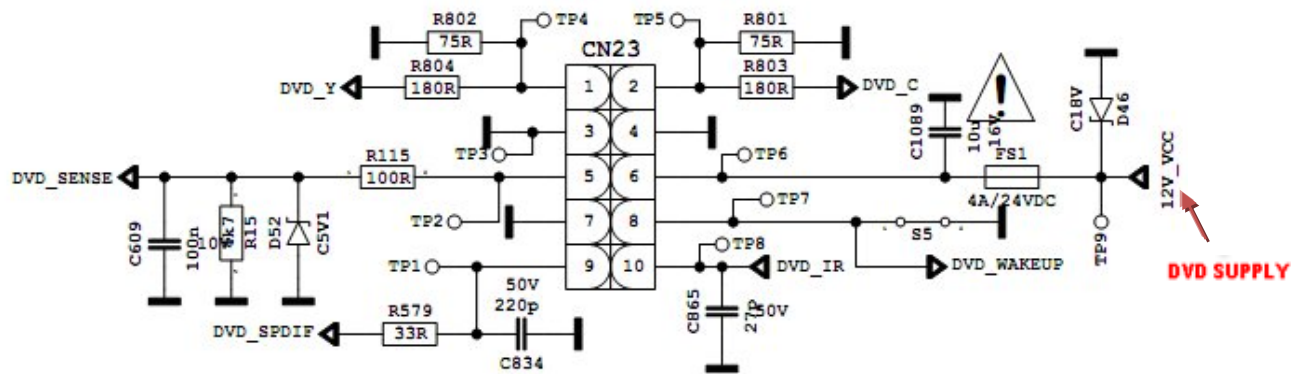 R802
75R
TP4
TP5
R801
75R
CN23
R804
180R
DVD_Y
R803
180R
DVD_C
1
2
3
4
5
6
7
8
9
10
TP3
TP6
C1089
10u
16V
!
FS1
4A/24VDC
C18V
D46
12V_VCC
TP9
DVD SUPPLY
DVD_SENSE
R115
100R
TP2
TP7
S5
DVD_WAKEUP
C609
100n
10V
R15
D52
C5V1
TP1
TP8
DVD_IR
C865
27p
50V
50V
220p
C834
R579
33R
DVD_SPDIF